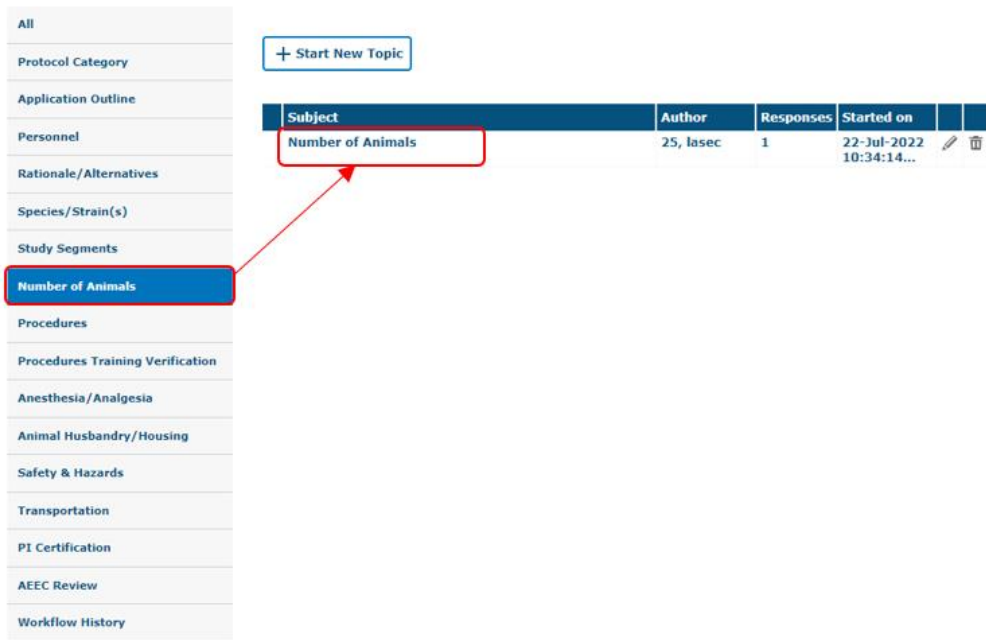 All
Protocol Category
Application Outline
Personnel
Rationale/Alternatives
Species/Strain(s)
Study Segments
Number of Animals
Procedures
Procedures Training Verification
Anesthesia/Analgesia
Animal Husbandry/Housing
Safety & Hazards
Transportation
PI Certification
AEEC Review
Workflow History
+ Start New Topic
Subject Author Responses Started on
Number of Animals 25, lasec 1 22-Jul-2022
10:34:14...